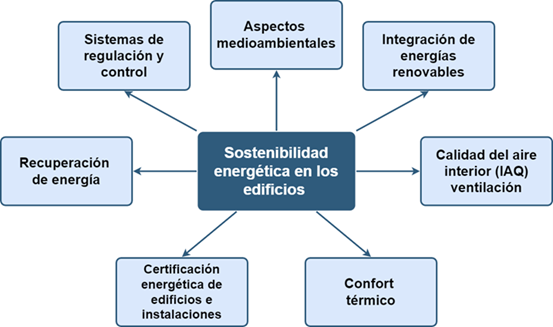 Aspectos
medioambientales
Sistemas de
regulación y
control
Integración de
energías
renovables
Recuperación
de energía
Sostenibilidad
energética en los
edificios
Calidad del aire
interior (IAQ)
ventilación
Certificación
energética de
edificios e
instalaciones
Confort
térmico